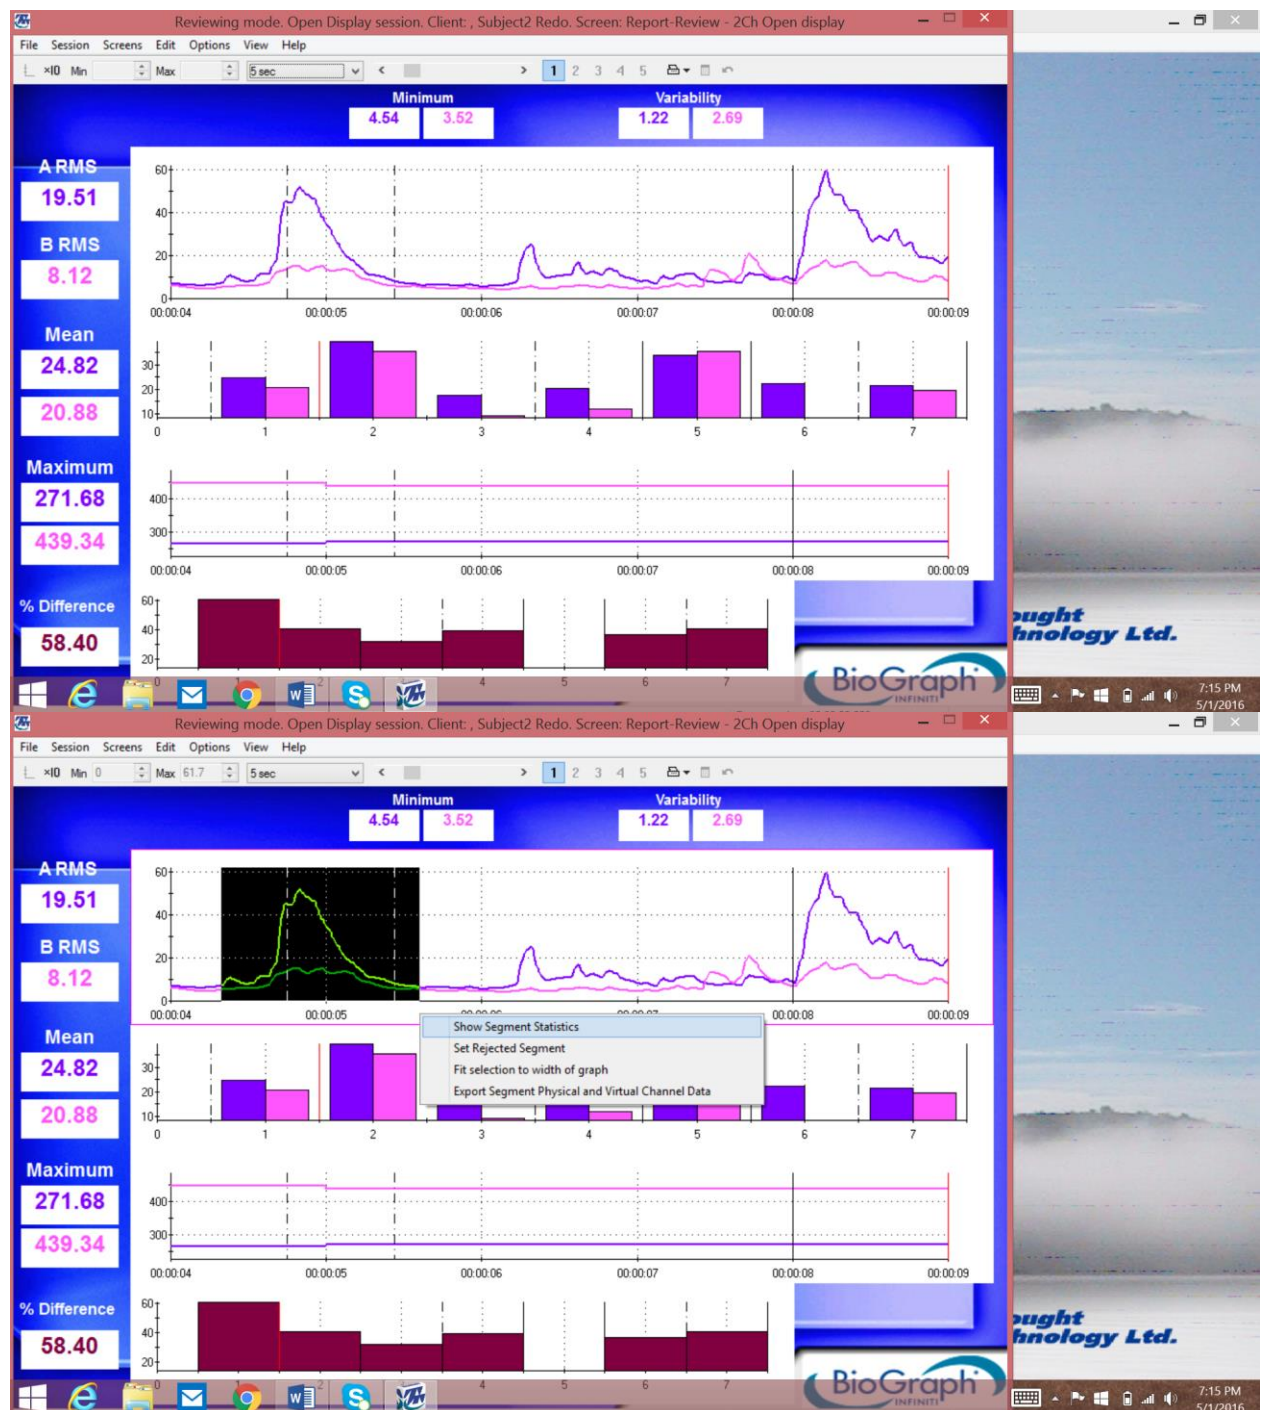 Reviewing mode. Open Display session. Client: , Subject2 Redo. Screen: Report-Review - 2Ch Open display
File Session Screens Edit Options View Help
×10 Min Max 5 sec < > 1 2 3 4 5
Minimum Variability
4.54 3.52 1.22 2.69
A RMS
19.51
B RMS
8.12
60
40
20
0
00:00:04 00:00:05 00:00:06 00:00:07 00:00:08 00:00:09
Mean
24.82
20.88
30
20
10
0 1 2 3 4 5 6 7
Maximum
271.68
439.34
400
300
00:00:04 00:00:05 00:00:06 00:00:07 00:00:08 00:00:09
% Difference
58.40
60
40
20
0 4 5 6 7
BioGraph
INFINITI
ought
hnology Ltd.
7:15 PM
5/1/2016
Reviewing mode. Open Display session. Client: , Subject2 Redo. Screen: Report-Review - 2Ch Open display
File Session Screens Edit Options View Help
×10 Min 0 Max 61.7 5 sec < > 1 2 3 4 5
Minimum Variability
4.54 3.52 1.22 2.69
A RMS
19.51
B RMS
8.12
60
40
20
0
00:00:04 00:00:05 00:00:08 00:00:09
Show Segment Statistics
Set Rejected Segment
Fit selection to width of graph
Export Segment Physical and Virtual Channel Data
Mean
24.82
20.88
30
20
10
0 1 2 3 4 5 6 7
Maximum
271.68
439.34
400
300
00:00:04 00:00:05 00:00:06 00:00:07 00:00:08 00:00:09
% Difference
58.40
60
40
20
0 2 4 5 6 7
BioGraph
INFINITI
ought
hnology Ltd.
7:15 PM
5/1/2016